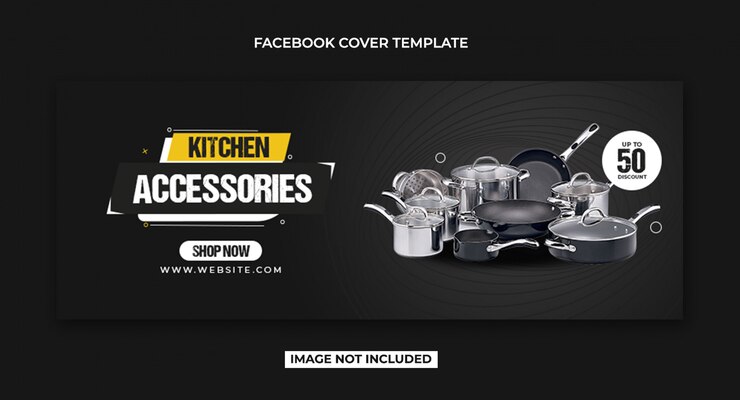 FACEBOOK COVER TEMPLATE
KITCHEN
ACCESSORIES
SHOP NOW
WWW.WEBSITE.COM
UP TO
50
DISCOUNT
IMAGE NOT INCLUDED